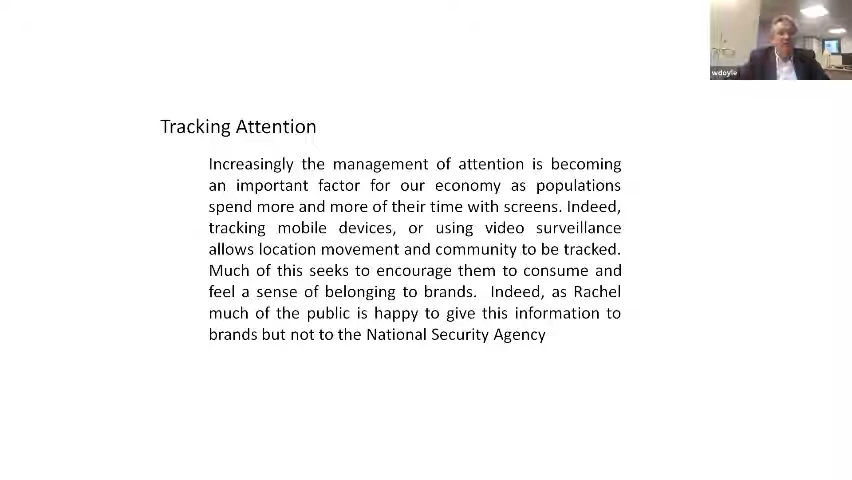 wdoyle
Tracking Attention
Increasingly the management of attention is becoming
an important factor for our economy as populations
spend more and more of their time with screens. Indeed,
tracking mobile devices, or using video surveillance
allows location movement and community to be tracked.
Much of this seeks to encourage them to consume and
feel a sense of belonging to brands.  Indeed, as Rachel
much of the public is happy to give this information to
brands but not to the National Security Agency